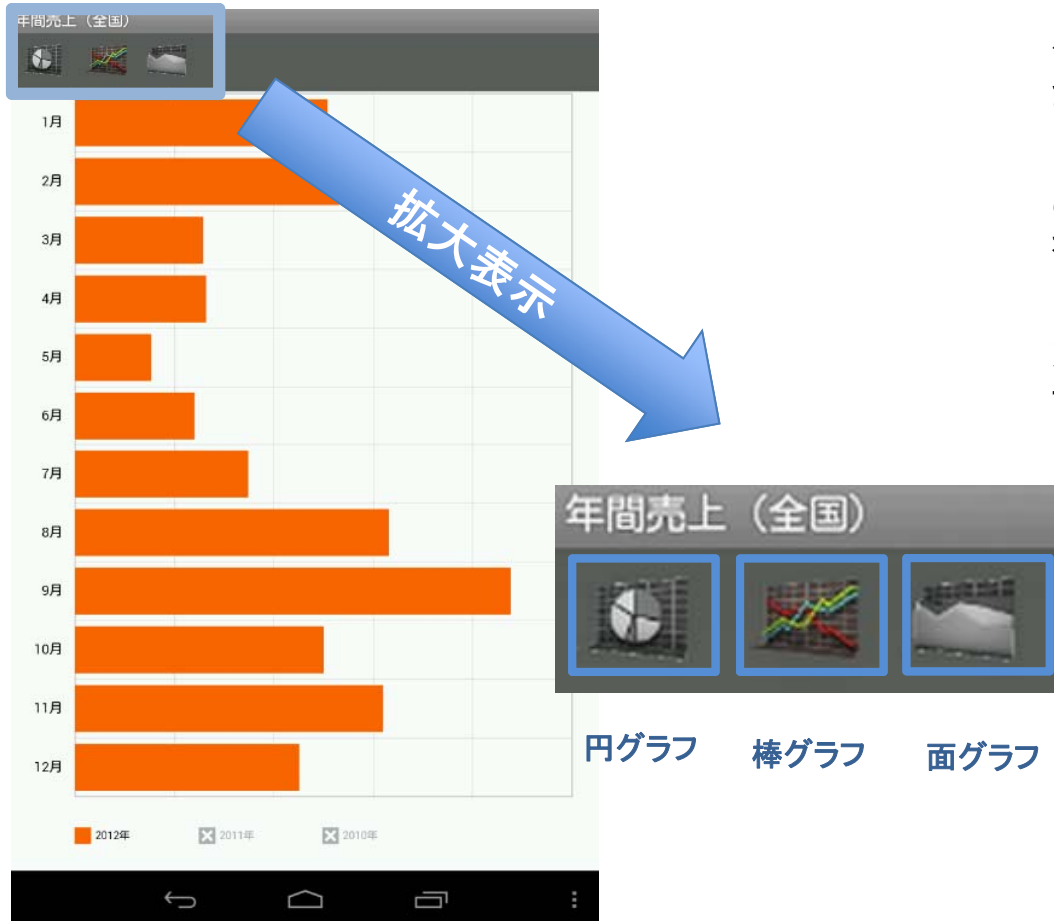 年間売上（全国）
1月
2月
3月
4月
5月
6月
7月
8月
9月
10月
11月
12月
2012年
2011年
2010年
拡大表示
年間売上（全国）
円グラフ
棒グラフ
面グラフ